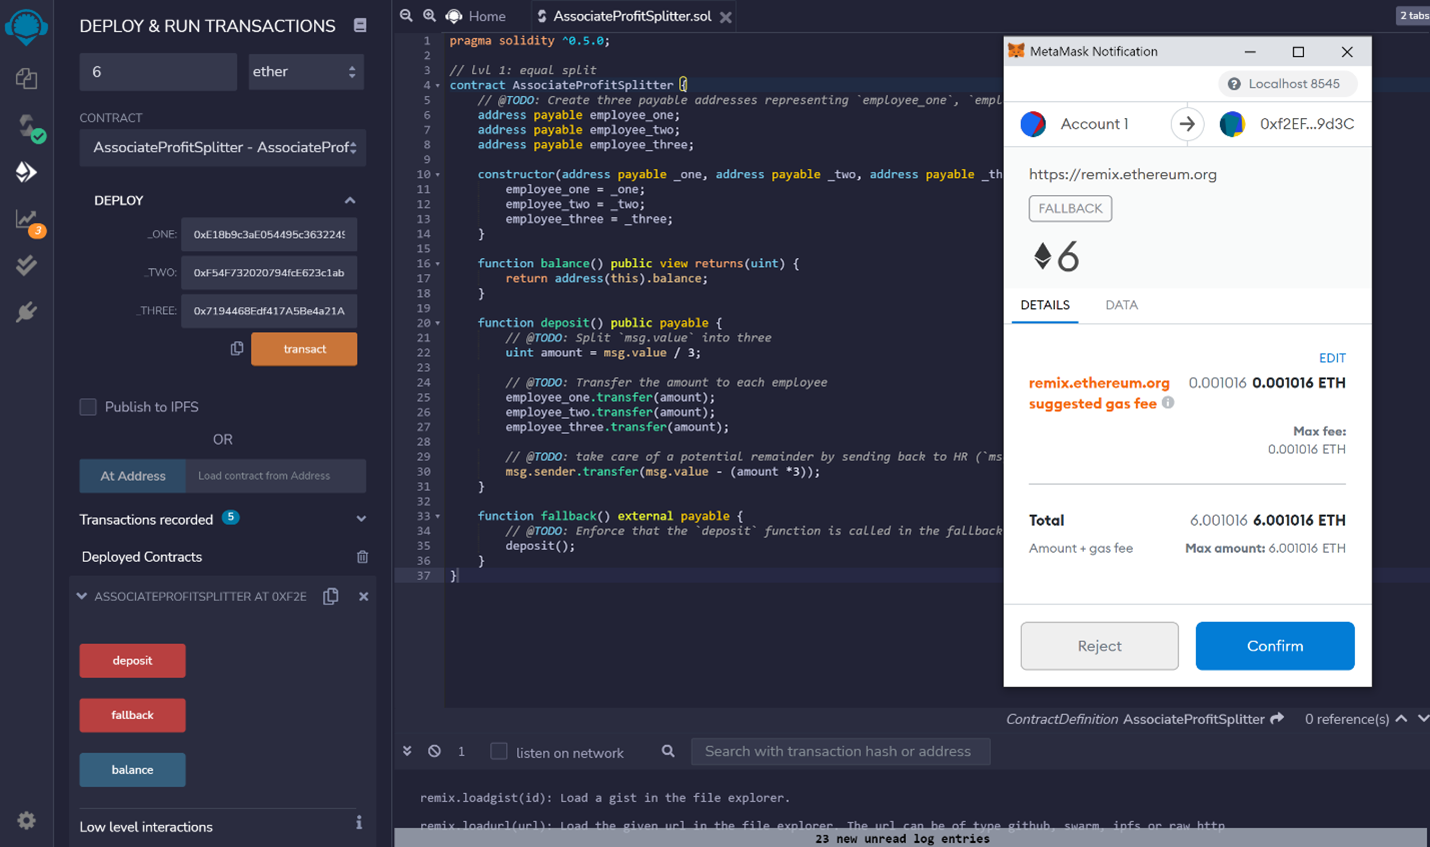 DEPLOY & RUN TRANSACTIONS
6
ether
CONTRACT
AssociateProfitSplitter - AssociateProf
DEPLOY
_ONE:
0xE18b9c3aE054495c3632249
_TWO:
0xF54F732020794fcE623c1ab
_THREE:
0x7194468Edf417A5Be4a21A
transact
Publish to IPFS
OR
At Address
Load contract from Address
Transactions recorded 5
Deployed Contracts
ASSOCIATEPROFITSPLITTER AT 0XF2E
deposit
fallback
balance
Low level interactions
3
Home
AssociateProfitSplitter.sol
2 tabs
1 pragma solidity ^0.5.0;
2
3 // lvl 1: equal split
4 contract AssociateProfitSplitter {
5 // @TODO: Create three payable addresses representing `employee_one`, `empl
6 address payable employee_one;
7 address payable employee_two;
8 address payable employee_three;
9
10 constructor(address payable _one, address payable _two, address payable _th
11 employee_one = _one;
12 employee_two = _two;
13 employee_three = _three;
14 }
15
16 function balance() public view returns(uint) {
17 return address(this).balance;
18 }
19
20 function deposit() public payable {
21 // @TODO: Split `msg.value` into three
22 uint amount = msg.value / 3;
23
24 // @TODO: Transfer the amount to each employee
25 employee_one.transfer(amount);
26 employee_two.transfer(amount);
27 employee_three.transfer(amount);
28
29 // @TODO: take care of a potential remainder by sending back to HR (`ms
30 msg.sender.transfer(msg.value - (amount *3));
31 }
32
33 function fallback() external payable {
34 // @TODO: Enforce that the `deposit` function is called in the fallback
35 deposit();
36 }
37 }
MetaMask Notification
Localhost 8545
Account 1
0xf2EF...9d3C
https://remix.ethereum.org
FALLBACK
6
DETAILS
DATA
EDIT
remix.ethereum.org 0.001016 0.001016 ETH
suggested gas fee
Max fee:
0.001016 ETH
Total 6.001016 6.001016 ETH
Amount + gas fee Max amount: 6.001016 ETH
Reject
Confirm
ContractDefinition AssociateProfitSplitter
0 reference(s)
1
listen on network
Search with transaction hash or address
remix.loadgist(id): Load a gist in the file explorer.
remix.loadurl(url): Load the given url in the file explorer. The url can be of type github, swarm, ipfs or raw http
23 new unread log entries